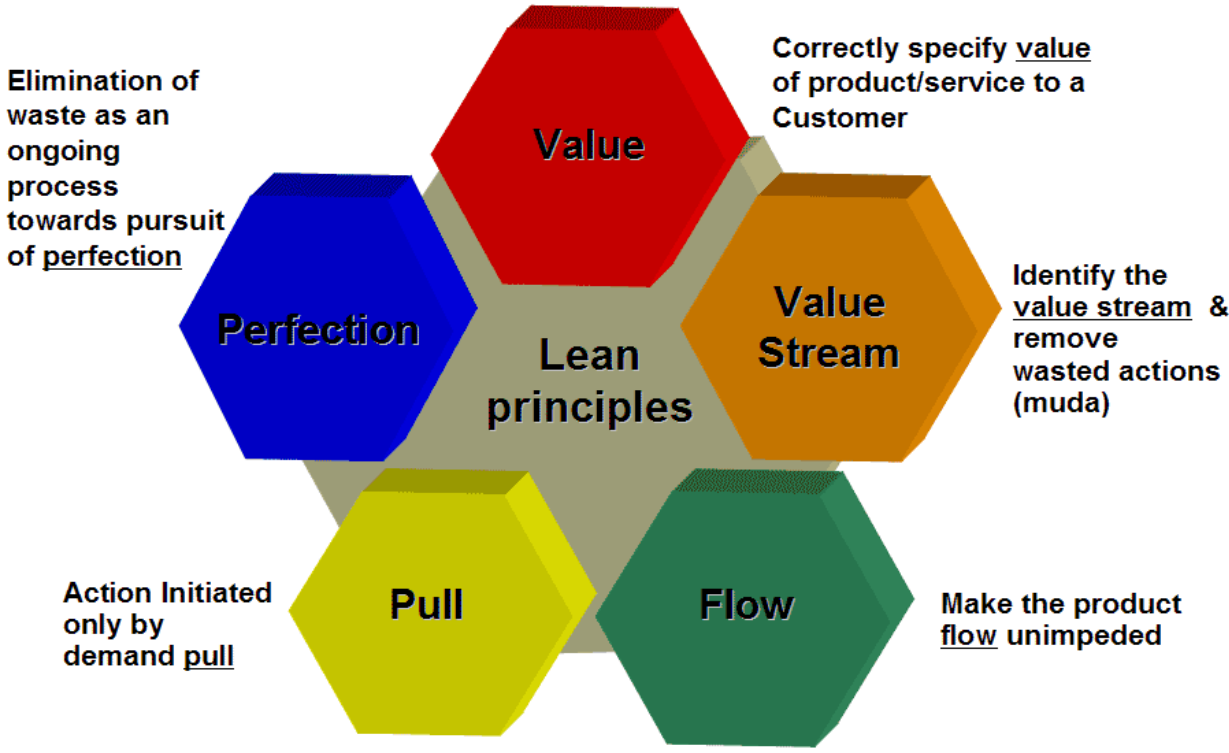 Correctly specify value
of product/service to a
Customer
Value
Elimination of
waste as an
ongoing
process
towards pursuit
of perfection
Perfection
Value
Stream
Identify the
value stream &
remove
wasted actions
(muda)
Lean
principles
Pull
Action Initiated
only by
demand pull
Flow
Make the product
flow unimpeded